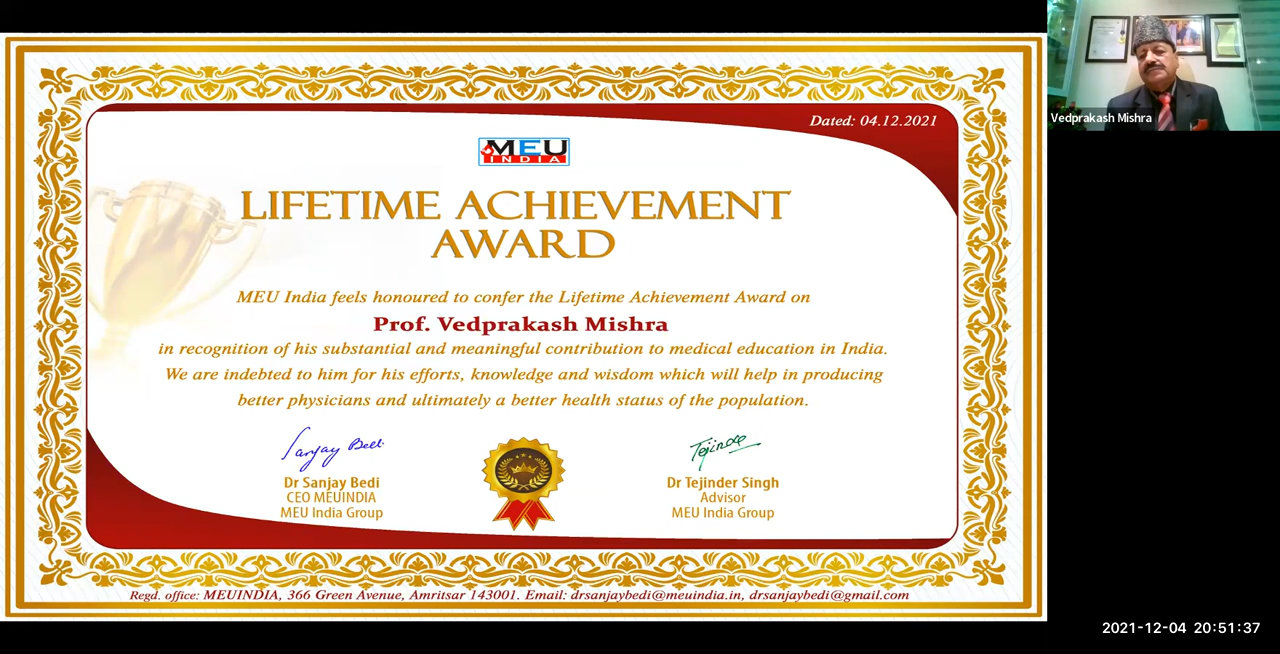 Dated: 04.12.2021
MEU
INDIA
LIFETIME ACHIEVEMENT
AWARD
MEU India feels honoured to confer the Lifetime Achievement Award on
Prof. Vedprakash Mishra
in recognition of his substantial and meaningful contribution to medical education in India.
We are indebted to him for his efforts, knowledge and wisdom which will help in producing
better physicians and ultimately a better health status of the population.
Sanjay Bedi
Tejinder
Dr Sanjay Bedi
CEO MEUINDIA
MEU India Group
Dr Tejinder Singh
Advisor
MEU India Group
Regd. office: MEUINDIA, 366 Green Avenue, Amritsar 143001. Email: drsanjaybedi@meuindia.in, drsanjaybedi@gmail.com
Vedprakash Mishra
2021-12-04 20:51:37